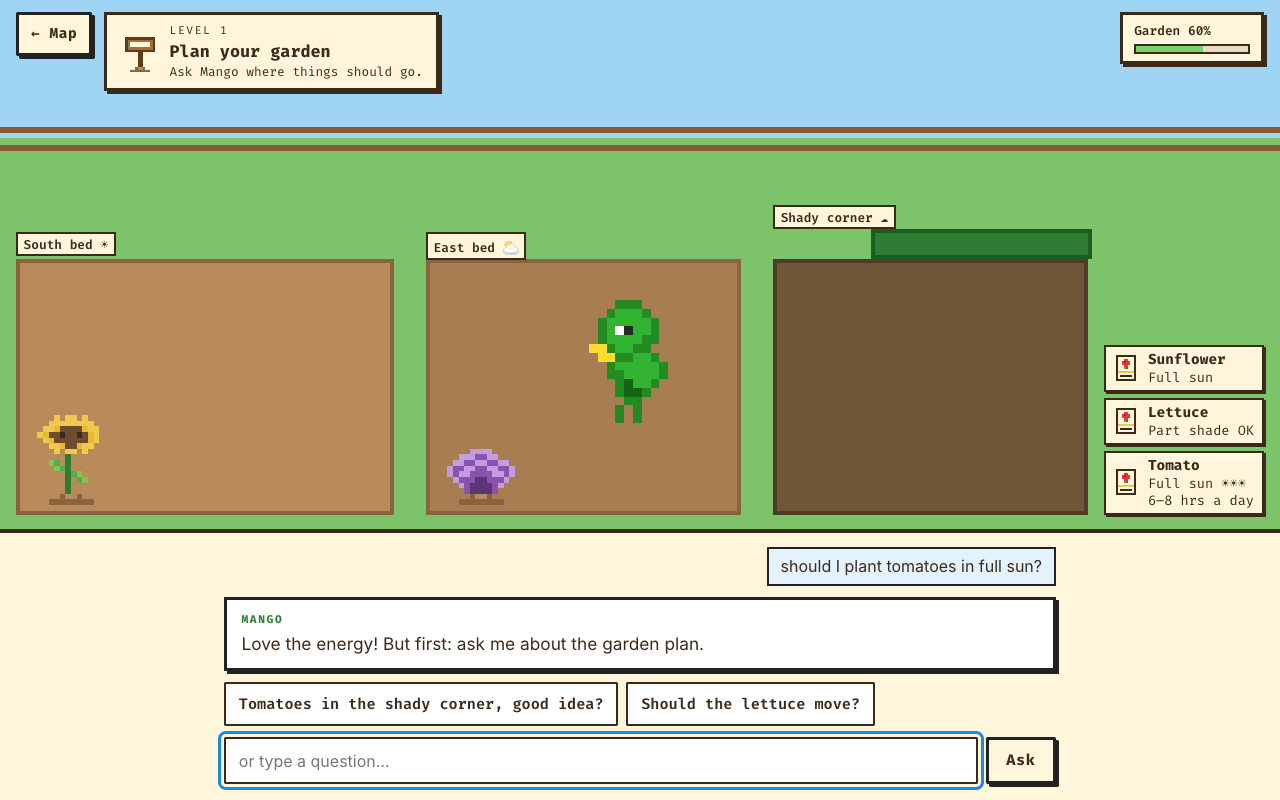 ← Map
LEVEL 1
Plan your garden
Ask Mango where things should go.
Garden 60%
South bed ☀
East bed ⛅
Shady corner ☁
Sunflower
Full sun
Lettuce
Part shade OK
Tomato
Full sun ☀☀☀
6–8 hrs a day
should I plant tomatoes in full sun?
MANGO
Love the energy! But first: ask me about the garden plan.
Tomatoes in the shady corner, good idea?
Should the lettuce move?
or type a question...
Ask